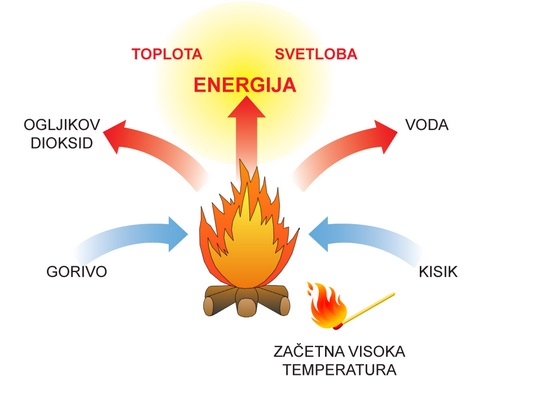 TOPLOTA SVETLOBA
ENERGIJA
OGLJIKOV
DIOKSID
VODA
GORIVO
KISIK
ZAČETNA VISOKA
TEMPERATURA